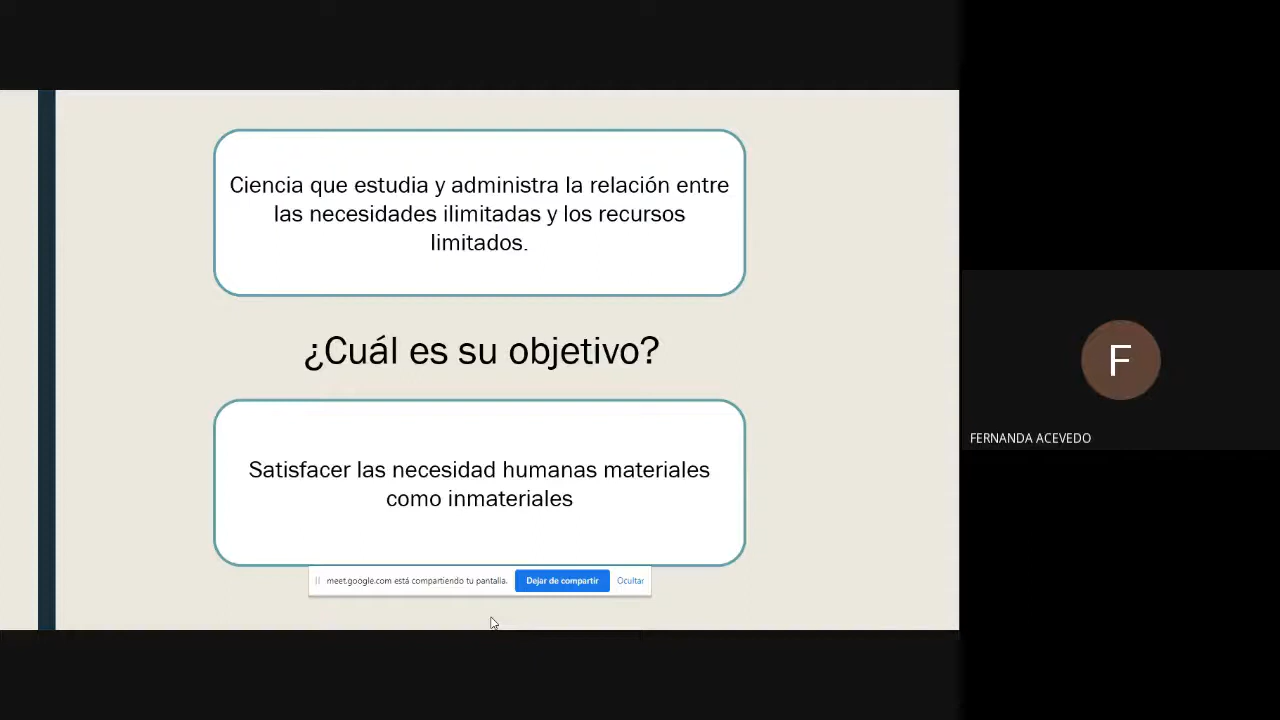 Ciencia que estudia y administra la relación entre
las necesidades ilimitadas y los recursos
limitados.
¿Cuál es su objetivo?
Satisfacer las necesidad humanas materiales
como inmateriales
meet.google.com está compartiendo tu pantalla.
Dejar de compartir
Ocultar
F
FERNANDA ACEVEDO